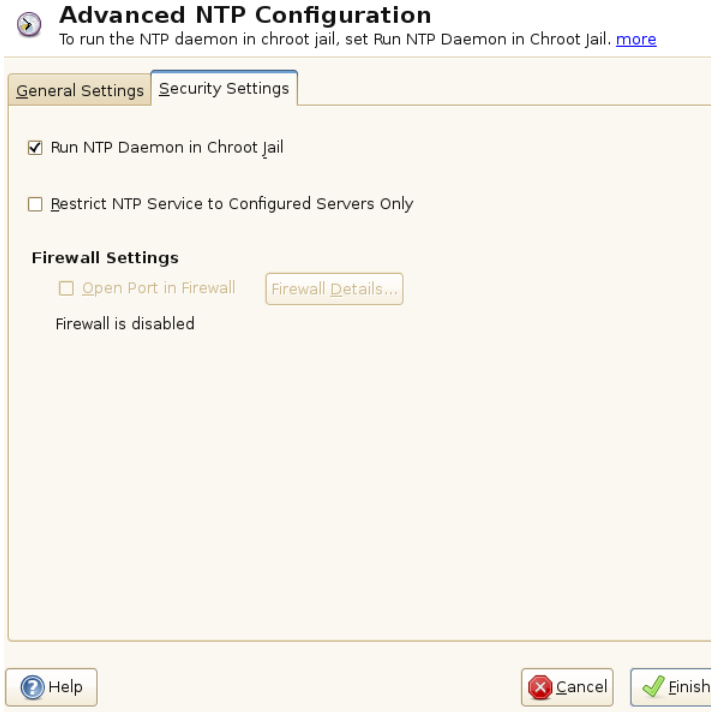 Advanced NTP Configuration
To run the NTP daemon in chroot jail, set Run NTP Daemon in Chroot Jail. more
General Settings Security Settings
Run NTP Daemon in Chroot Jail
Restrict NTP Service to Configured Servers Only
Firewall Settings
Open Port in Firewall Firewall Details...
Firewall is disabled
Help Cancel Finish